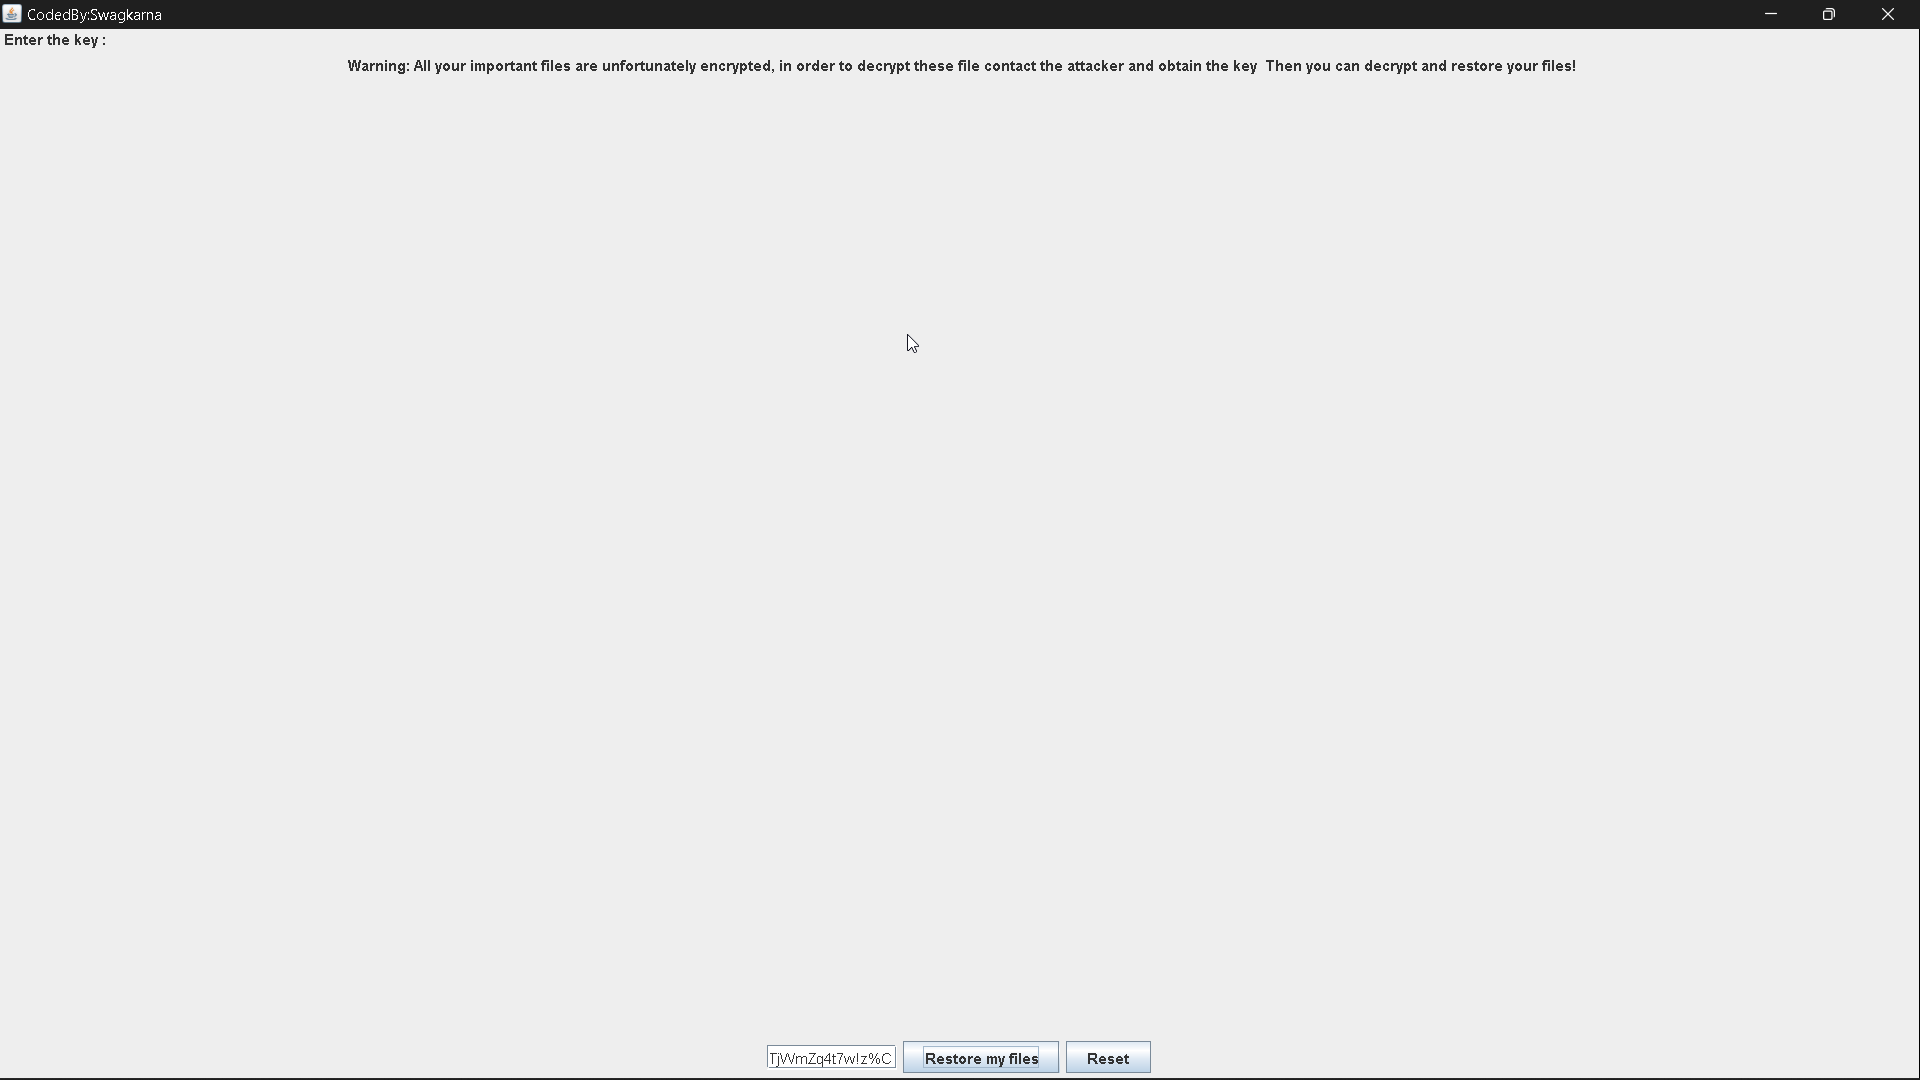 CodedBy:Swagkarna
Enter the key :
Warning: All your important files are unfortunately encrypted, in order to decrypt these file contact the attacker and obtain the key  Then you can decrypt and restore your files!
TjWmZq4t7w!z%C
Restore my files
Reset